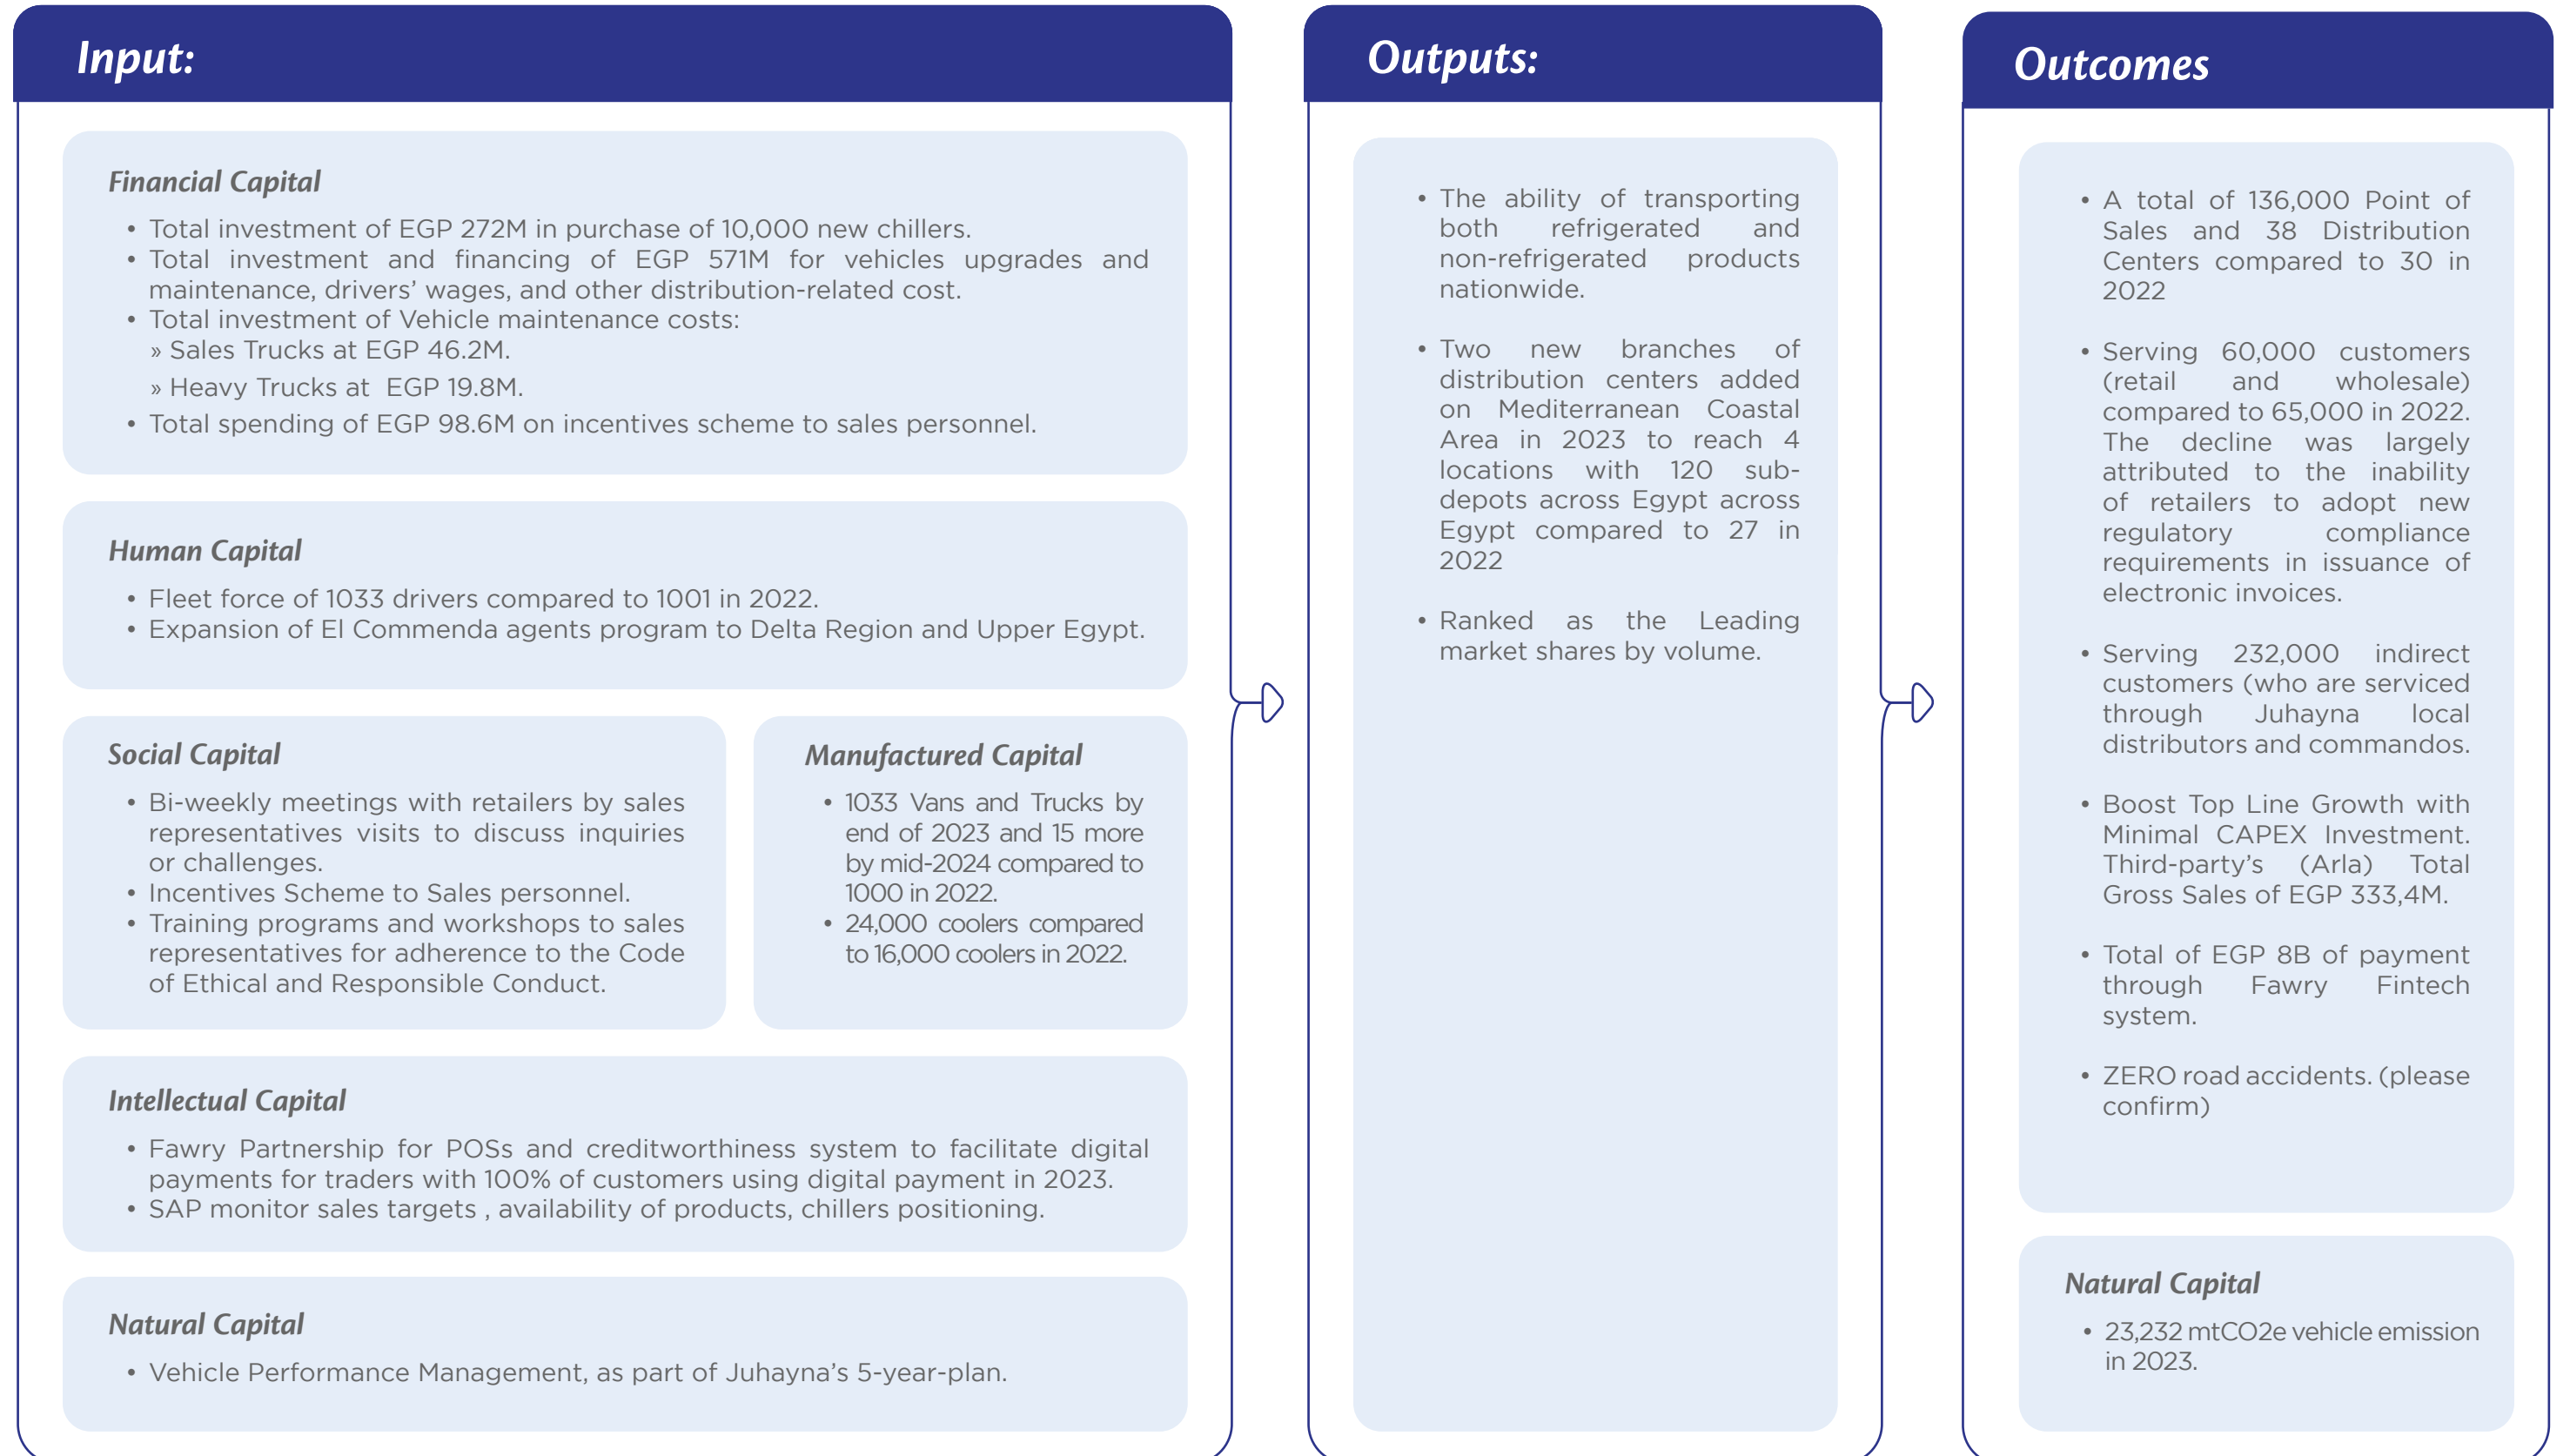 Input:
Financial Capital
• Total investment of EGP 272M in purchase of 10,000 new chillers.
• Total investment and financing of EGP 571M for vehicles upgrades and
maintenance, drivers’ wages, and other distribution-related cost.
• Total investment of Vehicle maintenance costs:
» Sales Trucks at EGP 46.2M.
» Heavy Trucks at EGP 19.8M.
• Total spending of EGP 98.6M on incentives scheme to sales personnel.
Human Capital
• Fleet force of 1033 drivers compared to 1001 in 2022.
• Expansion of El Commenda agents program to Delta Region and Upper Egypt.
Social Capital
• Bi-weekly meetings with retailers by sales
representatives visits to discuss inquiries
or challenges.
• Incentives Scheme to Sales personnel.
• Training programs and workshops to sales
representatives for adherence to the Code
of Ethical and Responsible Conduct.
Manufactured Capital
• 1033 Vans and Trucks by
end of 2023 and 15 more
by mid-2024 compared to
1000 in 2022.
• 24,000 coolers compared
to 16,000 coolers in 2022.
Intellectual Capital
• Fawry Partnership for POSs and creditworthiness system to facilitate digital
payments for traders with 100% of customers using digital payment in 2023.
• SAP monitor sales targets , availability of products, chillers positioning.
Natural Capital
• Vehicle Performance Management, as part of Juhayna’s 5-year-plan.
Outputs:
• The ability of transporting
both refrigerated and
non-refrigerated products
nationwide.
• Two new branches of
distribution centers added
on Mediterranean Coastal
Area in 2023 to reach 4
locations with 120 sub-
depots across Egypt across
Egypt compared to 27 in
2022
• Ranked as the Leading
market shares by volume.
Outcomes
• A total of 136,000 Point of
Sales and 38 Distribution
Centers compared to 30 in
2022
• Serving 60,000 customers
(retail and wholesale)
compared to 65,000 in 2022.
The decline was largely
attributed to the inability
of retailers to adopt new
regulatory compliance
requirements in issuance of
electronic invoices.
• Serving 232,000 indirect
customers (who are serviced
through Juhayna local
distributors and commandos.
• Boost Top Line Growth with
Minimal CAPEX Investment.
Third-party’s (Arla) Total
Gross Sales of EGP 333,4M.
• Total of EGP 8B of payment
through Fawry Fintech
system.
• ZERO road accidents. (please
confirm)
Natural Capital
• 23,232 mtCO2e vehicle emission
in 2023.